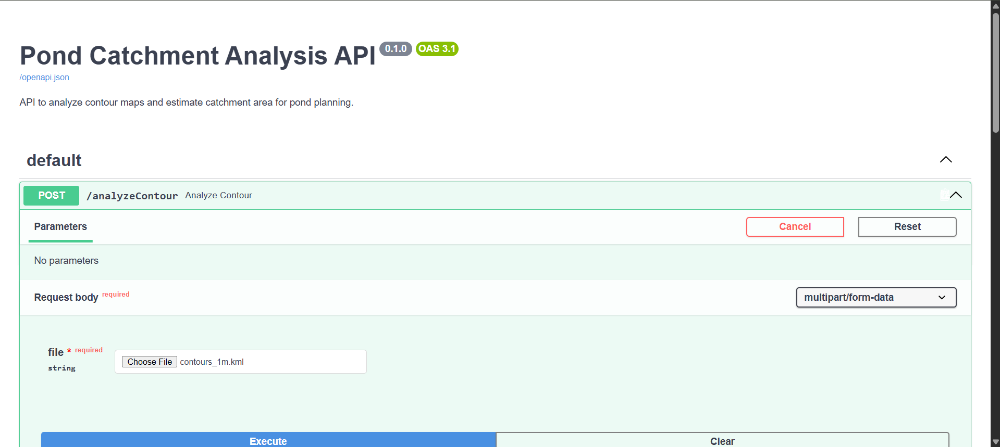 Pond Catchment Analysis API 0.1.0 OAS 3.1
/openapi.json
API to analyze contour maps and estimate catchment area for pond planning.
default
POST /analyzeContour Analyze Contour
Parameters
Cancel
Reset
No parameters
Request body required
multipart/form-data
file * required
string
Choose File contours_1m.kml
Execute
Clear